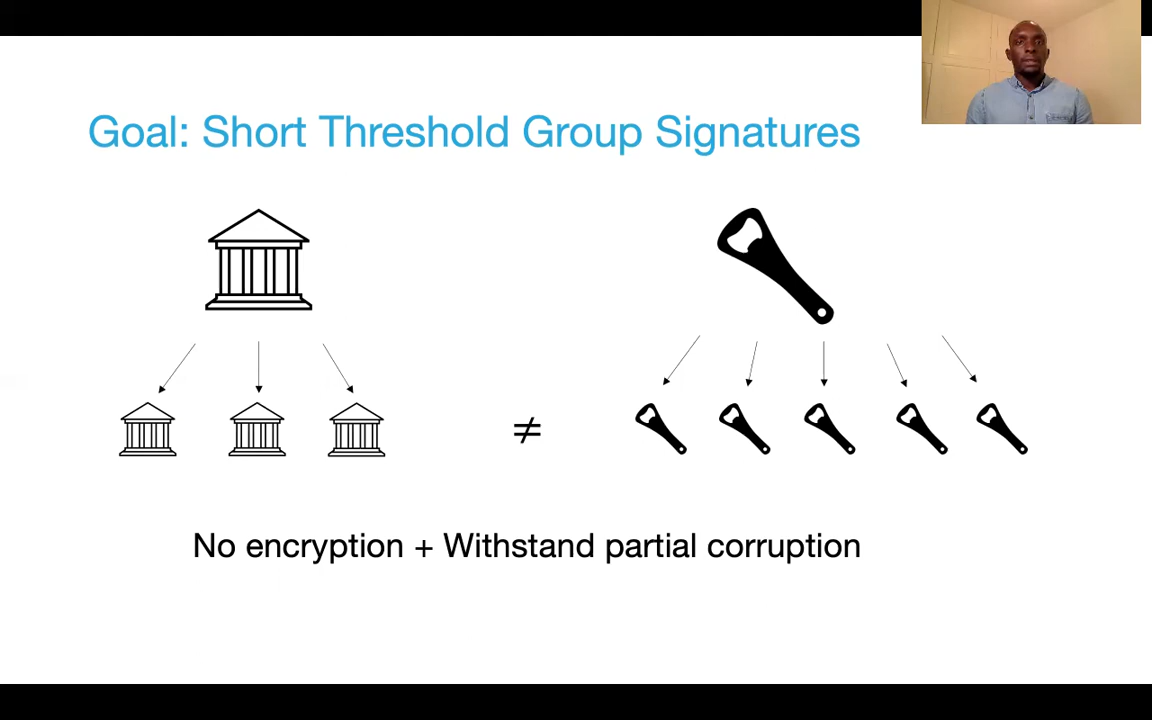 Goal: Short Threshold Group Signatures
≠
No encryption + Withstand partial corruption